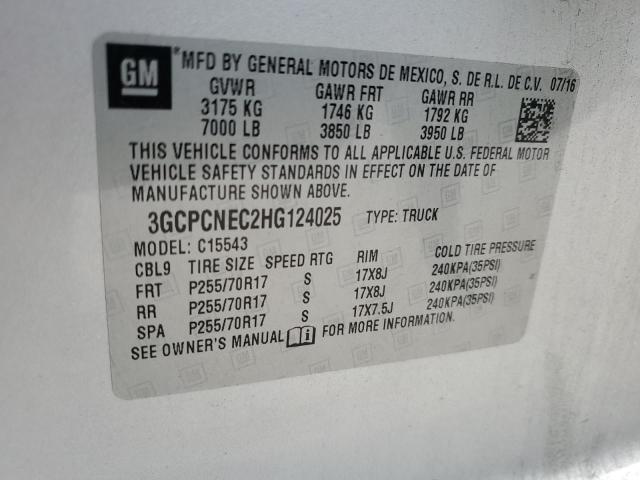 GM
*MFD BY GENERAL MOTORS DE MEXICO, S. DE R.L. DE C.V. 07/16
GVWR GAWR FRT GAWR RR
3175 KG 1746 KG 1792 KG
7000 LB 3850 LB 3950 LB
THIS VEHICLE CONFORMS TO ALL APPLICABLE U.S. FEDERAL MOTOR
VEHICLE SAFETY STANDARDS IN EFFECT ON THE DATE OF
MANUFACTURE SHOWN ABOVE.
3GCPCNEC2HG124025 TYPE: TRUCK
MODEL: C15543
CBL9 TIRE SIZE SPEED RTG RIM COLD TIRE PRESSURE
FRT P255/70R17 S 17X8J 240KPA(35PSI)
RR P255/70R17 S 17X8J 240KPA(35PSI)
SPA P255/70R17 S 17X7.5J 240KPA(35PSI)
SEE OWNER'S MANUAL FOR MORE INFORMATION.